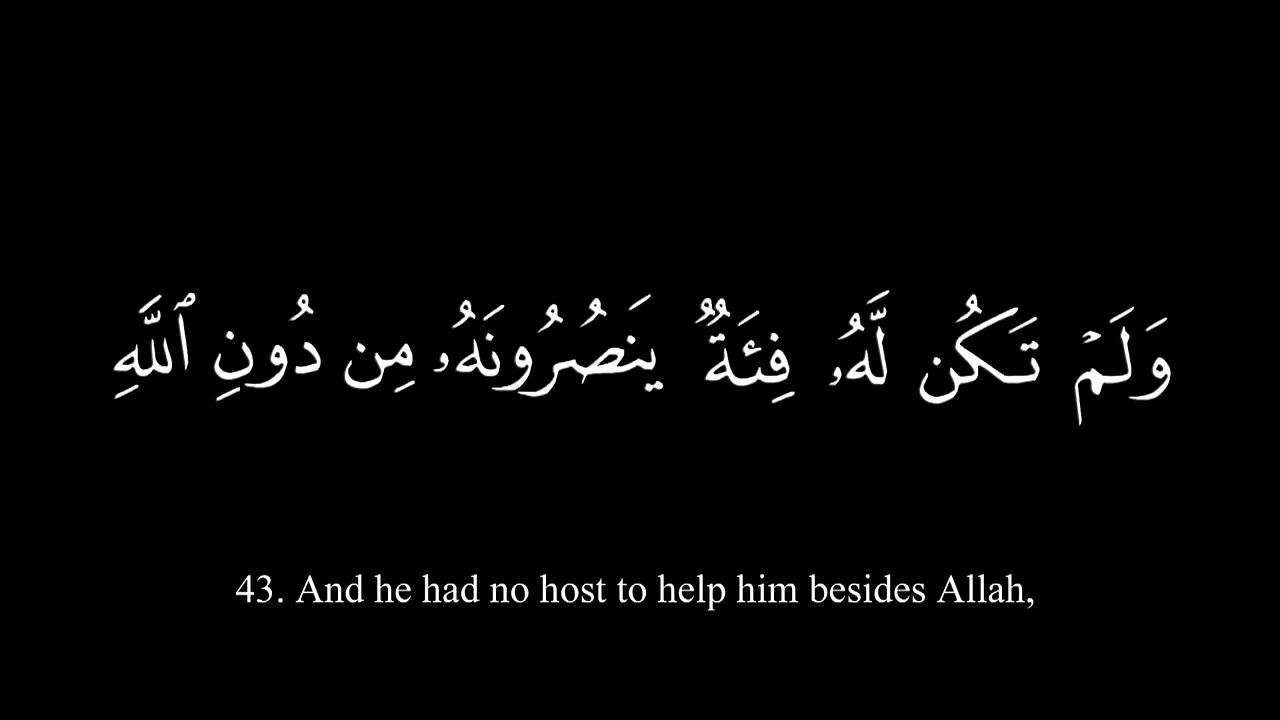 وَلَمْ تَكُن لَّهُۥ فِئَةٌ يَنصُرُونَهُۥ مِن دُونِ ٱللَّهِ
43. And he had no host to help him besides Allah,